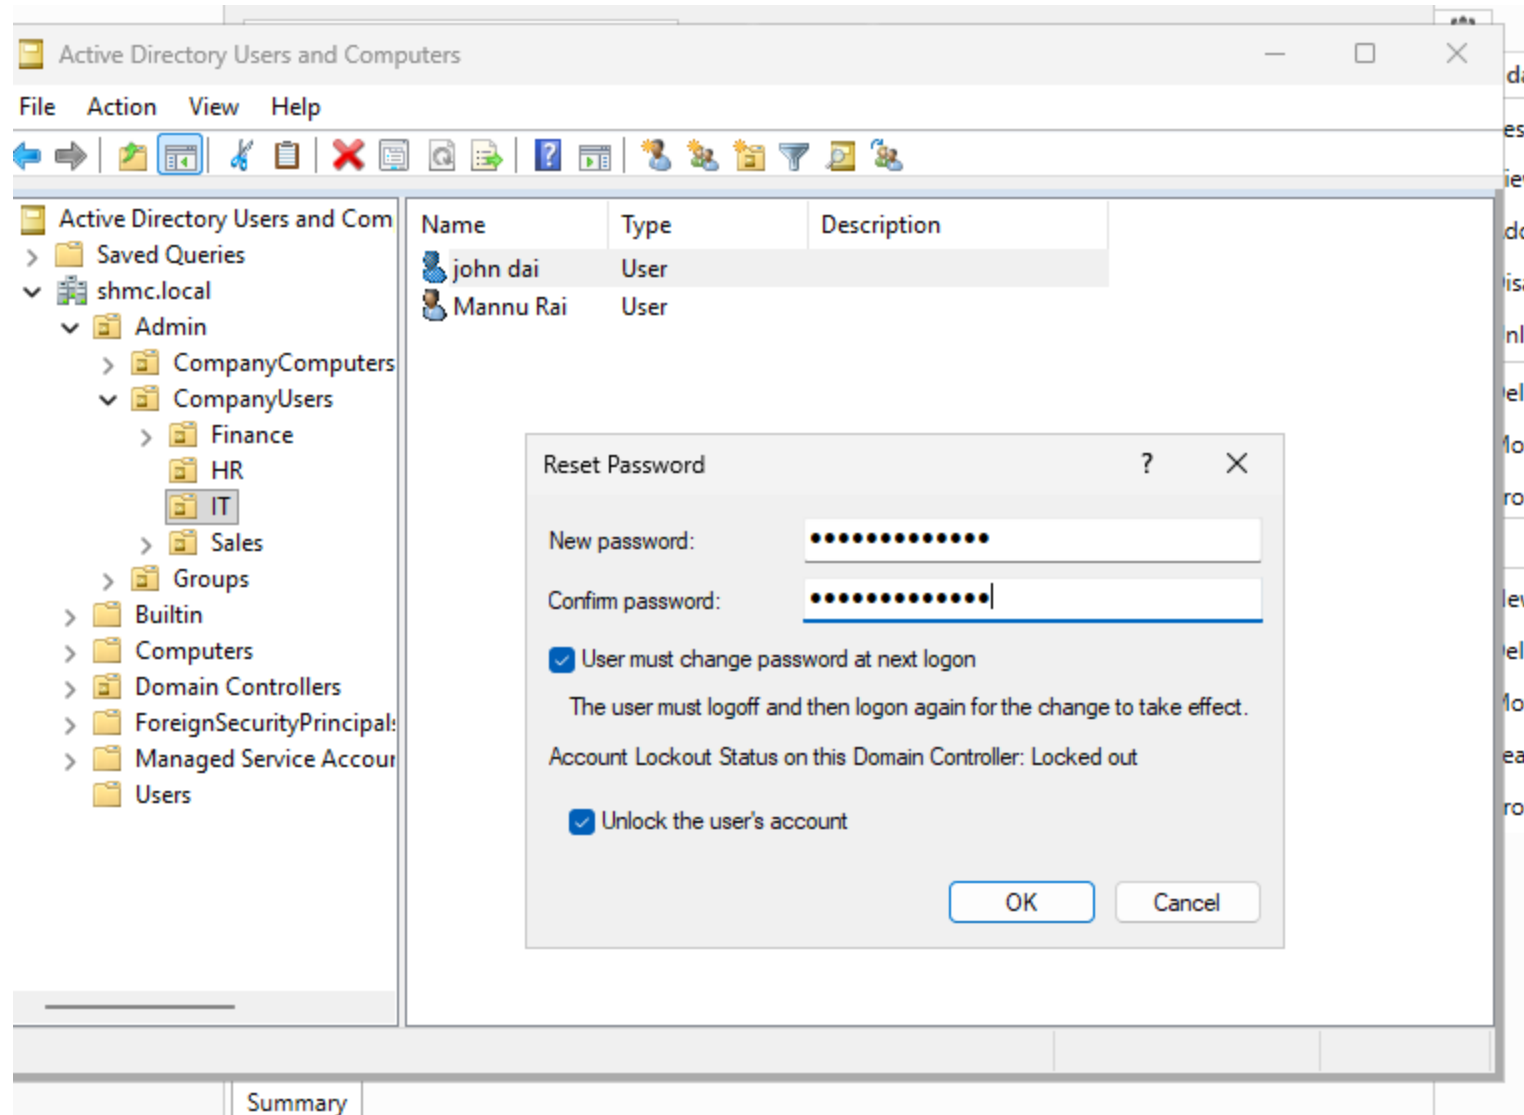 Active Directory Users and Computers
File Action View Help
Active Directory Users and Com
Saved Queries
shmc.local
Admin
CompanyComputers
CompanyUsers
Finance
HR
IT
Sales
Groups
Builtin
Computers
Domain Controllers
ForeignSecurityPrincipals
Managed Service Accour
Users
Name Type Description
john dai User
Mannu Rai User
Reset Password ?
New password:
Confirm password:
User must change password at next logon
The user must logoff and then logon again for the change to take effect.
Account Lockout Status on this Domain Controller: Locked out
Unlock the user's account
OK Cancel
Summary